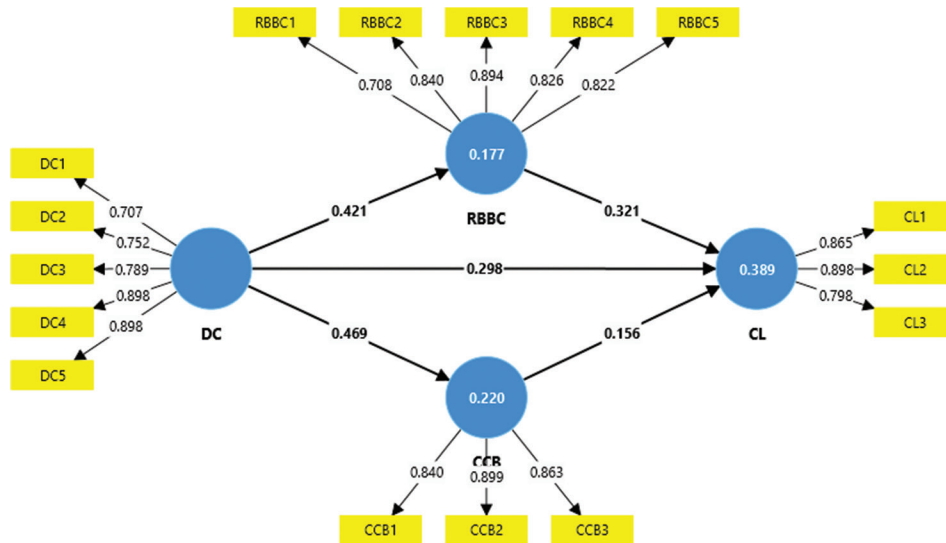 RBBC1 RBBC2 RBBC3 RBBC4 RBBC5
0.708 0.840 0.894 0.826 0.822
0.177
RBBC
DC1
DC2
DC3
DC4
DC5
0.707
0.752
0.789
0.898
0.898
DC
0.421
0.321
0.298
0.469
0.156
0.389
CL
0.865
0.898
0.798
CL1
CL2
CL3
0.220
CCB
0.840 0.899 0.863
CCB1 CCB2 CCB3